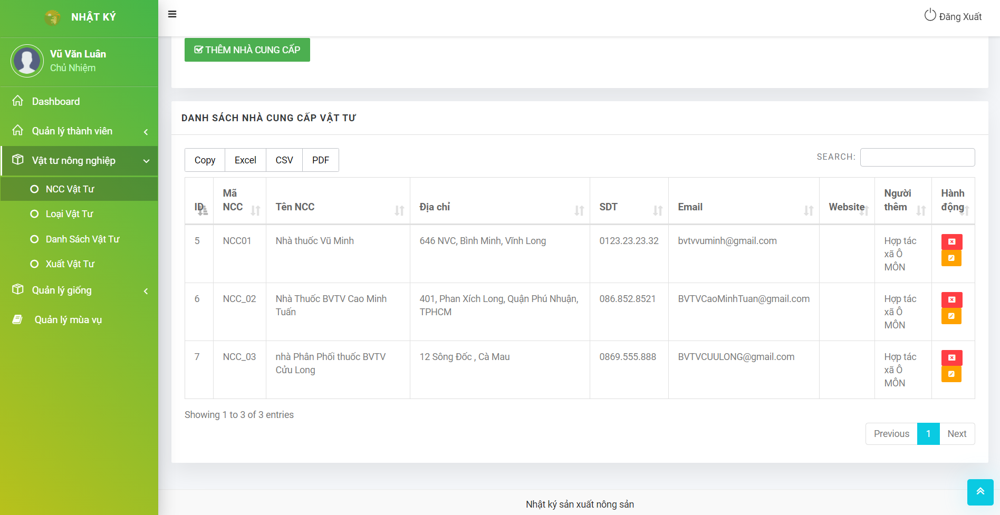 NHẬT KÝ
Đăng Xuất
Vũ Văn Luân
Chủ Nhiệm
Dashboard
Quản lý thành viên
Vật tư nông nghiệp
NCC Vật Tư
Loại Vật Tư
Danh Sách Vật Tư
Xuất Vật Tư
Quản lý giống
Quản lý mùa vụ
THÊM NHÀ CUNG CẤP
DANH SÁCH NHÀ CUNG CẤP VẬT TƯ
Copy Excel CSV PDF
SEARCH:
ID Mã NCC Tên NCC Địa chỉ SDT Email Website Người thêm Hành động
5 NCC01 Nhà thuốc Vũ Minh 646 NVC, Bình Minh, Vĩnh Long 0123.23.23.32 bvtvvuminh@gmail.com Hợp tác
xã Ô
MÔN
6 NCC_02 Nhà Thuốc BVTV Cao Minh 401, Phan Xích Long, Quận Phú Nhuận, 086.852.8521 BVTVCaoMinhTuan@gmail.com Hợp tác
Tuấn TPHCM xã Ô
MÔN
7 NCC_03 nhà Phân Phối thuốc BVTV 12 Sông Đốc , Cà Mau 0869.555.888 BVTVCUULONG@gmail.com Hợp tác
Cửu Long xã Ô
MÔN
Showing 1 to 3 of 3 entries
Previous 1 Next
Nhật ký sản xuất nông sản